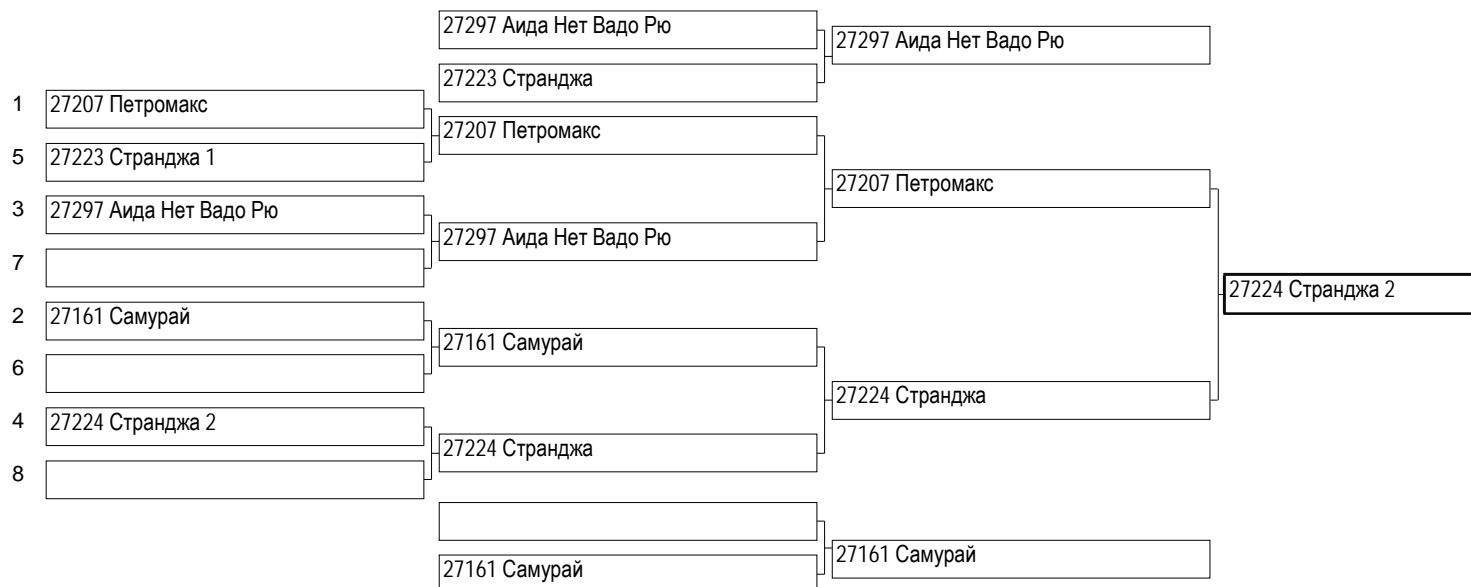 27297 Аида Нет Вадо Рю
27297 Аида Нет Вадо Рю
27223 Странджа
1 27207 Петромакс
27207 Петромакс
5 27223 Странджа 1
27207 Петромакс
3 27297 Аида Нет Вадо Рю
27297 Аида Нет Вадо Рю
7
27224 Странджа 2
2 27161 Самурай
27161 Самурай
6
27224 Странджа
4 27224 Странджа 2
27224 Странджа
8
27161 Самурай
27161 Самурай